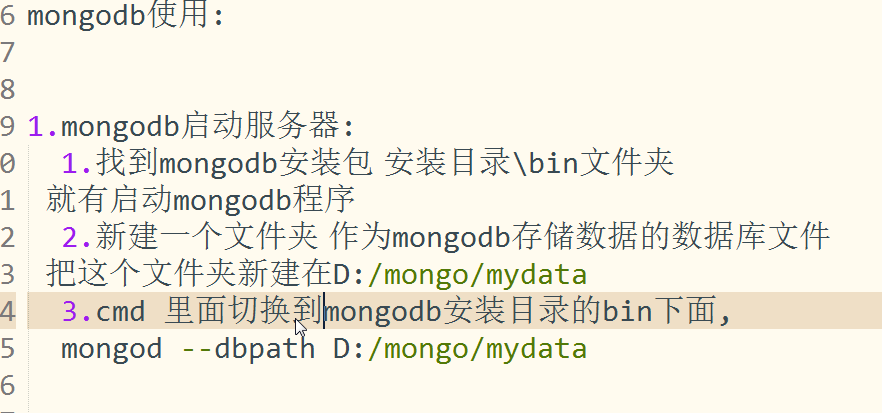 6 mongodb使用:
7
8
9 1.mongodb启动服务器:
0 1.找到mongodb安装包 安装目录\bin文件夹
1 就有启动mongodb程序
2 2.新建一个文件夹 作为mongodb存储数据的数据库文件
3 把这个文件夹新建在D:/mongo/mydata
4 3.cmd 里面切换到mongodb安装目录的bin下面,
5 mongod --dbpath D:/mongo/mydata
6